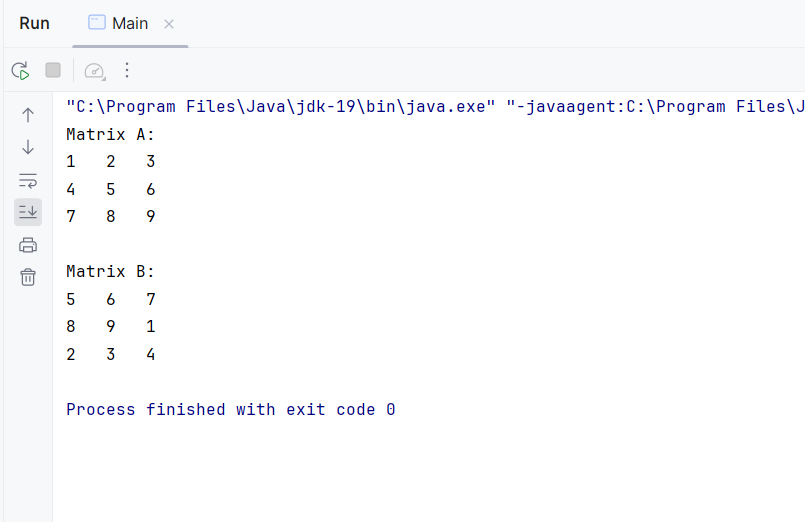 Run Main
"C:\Program Files\Java\jdk-19\bin\java.exe" "-javaagent:C:\Program Files\J
Matrix A:
1 2 3
4 5 6
7 8 9
Matrix B:
5 6 7
8 9 1
2 3 4
Process finished with exit code 0